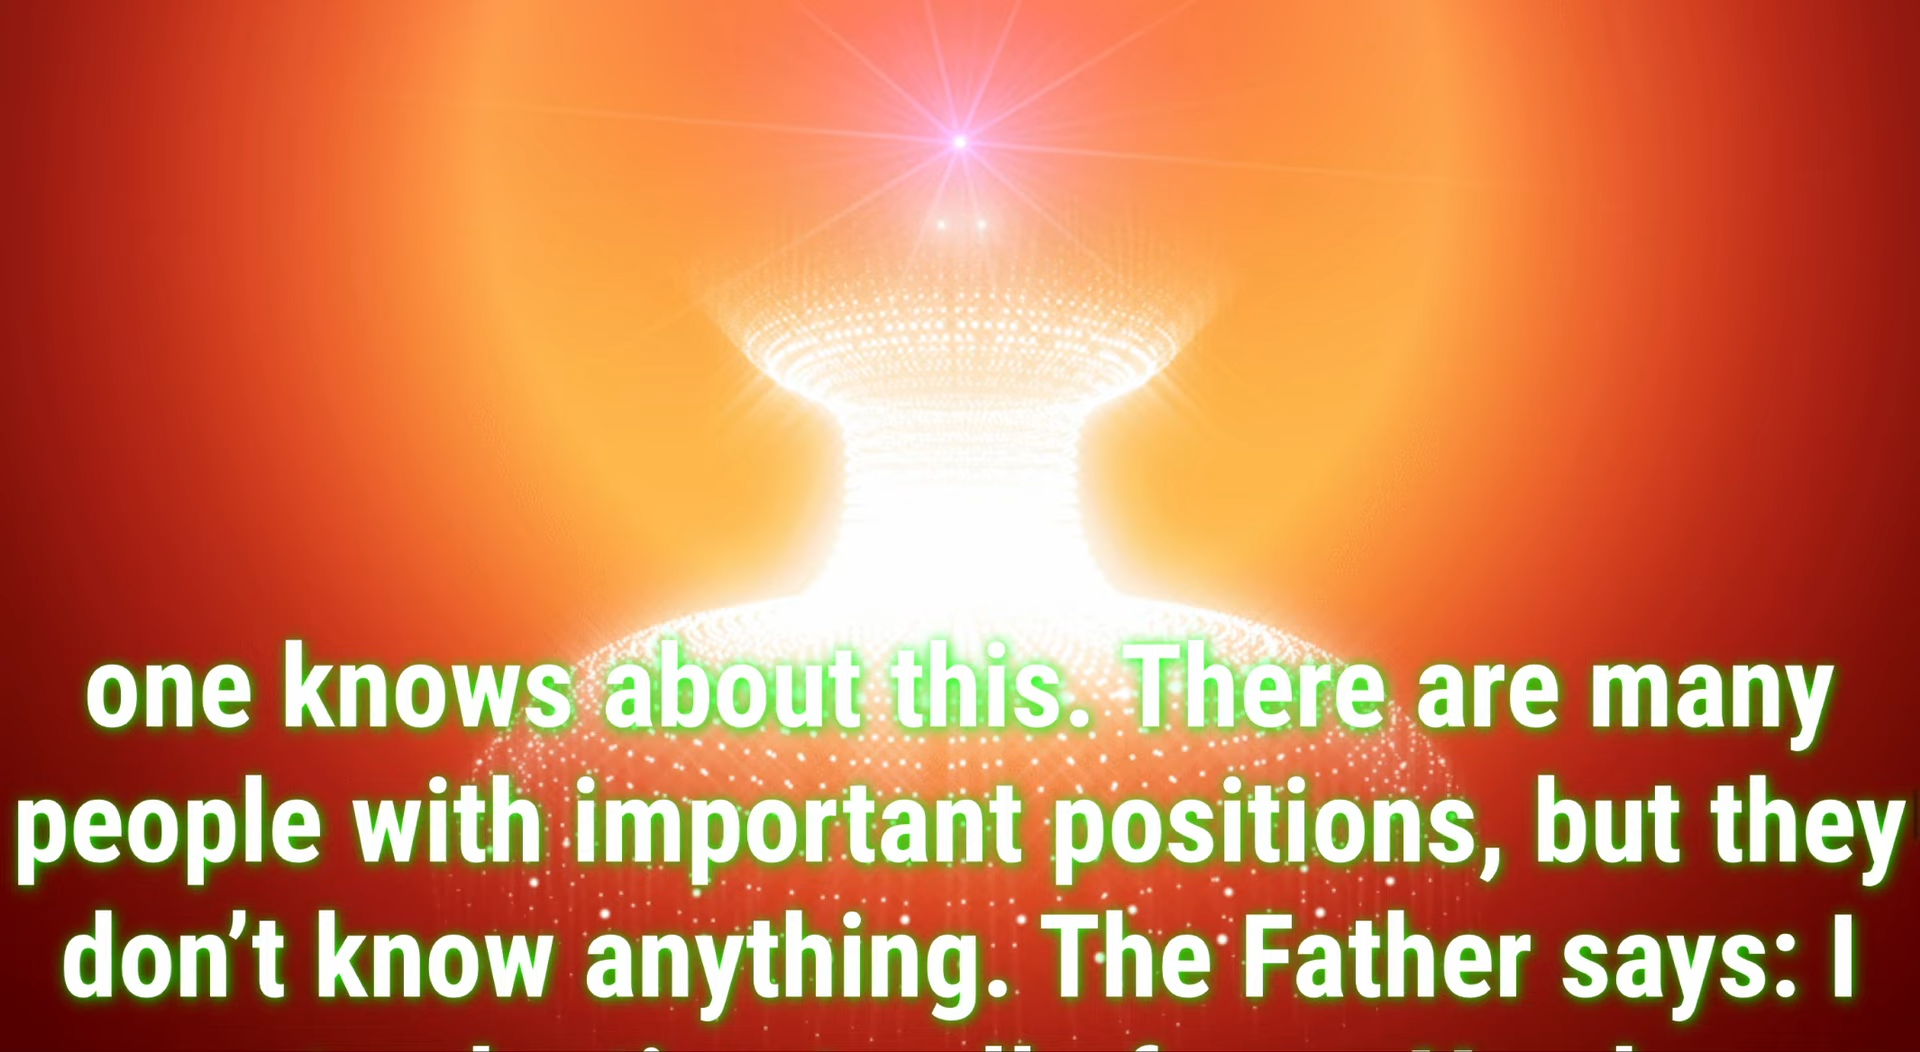 one knows about this. There are many
people with important positions, but they
don’t know anything. The Father says: I